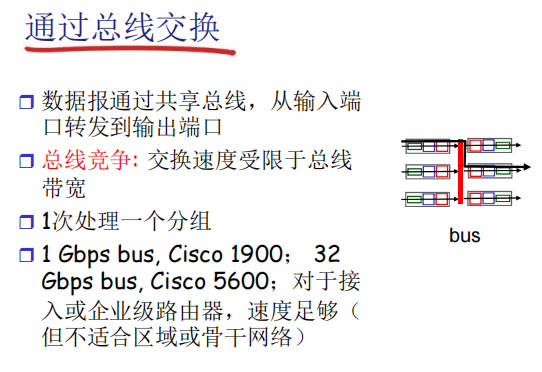 通过总线交换
数据报通过共享总线，从输入端
口转发到输出端口
总线竞争: 交换速度受限于总线
带宽
1次处理一个分组
1 Gbps bus, Cisco 1900； 32
Gbps bus, Cisco 5600；对于接
入或企业级路由器，速度足够（
但不适合区域或骨干网络）
bus